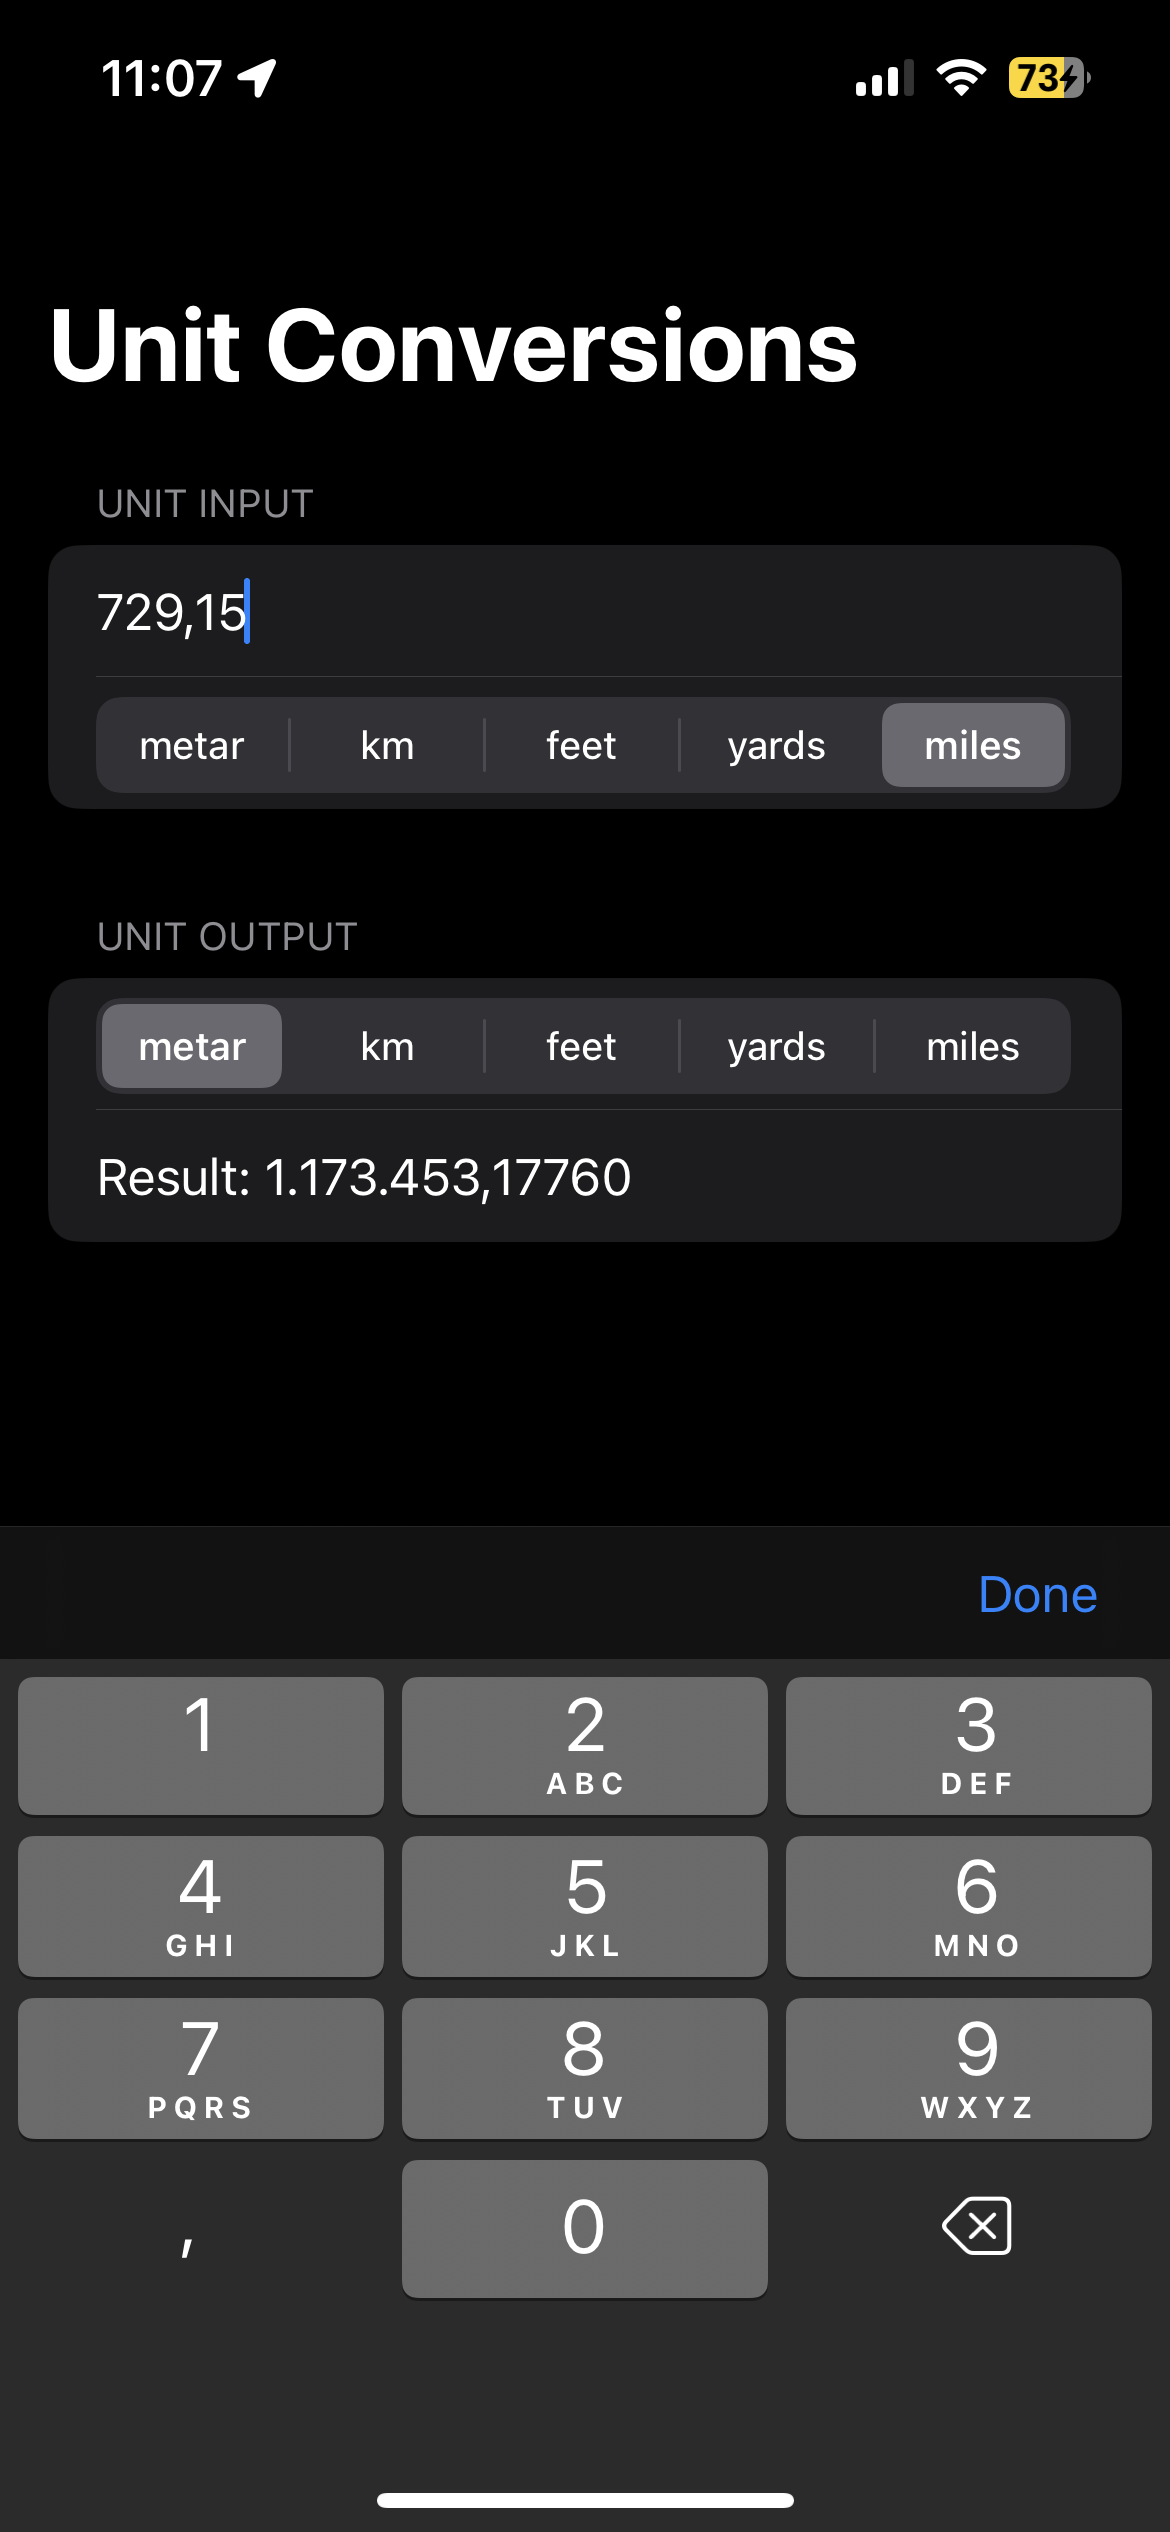 11:07
73
Unit Conversions
UNIT INPUT
729,15
metar km feet yards miles
UNIT OUTPUT
metar km feet yards miles
Result: 1.173.453,17760
Done
1 2 3
ABC DEF
4 5 6
GHI JKL MNO
7 8 9
PQRS TUV WXYZ
, 0